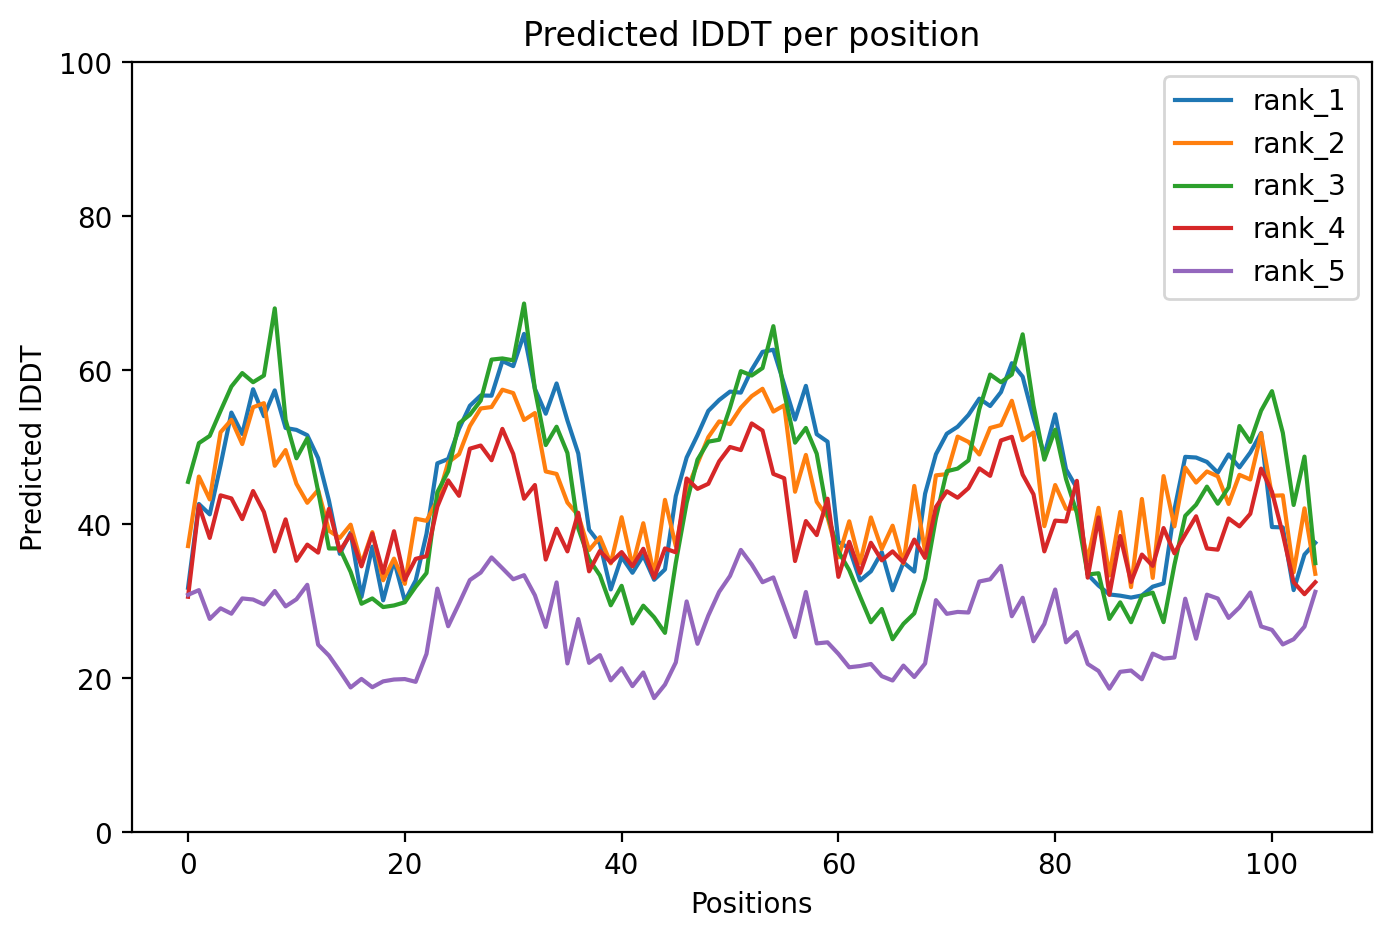 Predicted lDDT per position
Predicted lDDT
100
80
60
40
20
0
rank_1
rank_2
rank_3
rank_4
rank_5
0 20 40 60 80 100
Positions